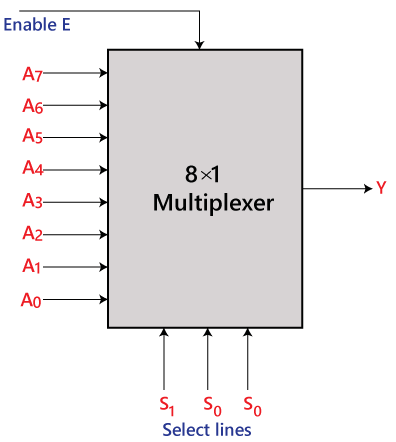 Enable E
A7
A6
A5
A4
A3
A2
A1
A0
8×1
Multiplexer
Y
S1 S0 S0
Select lines